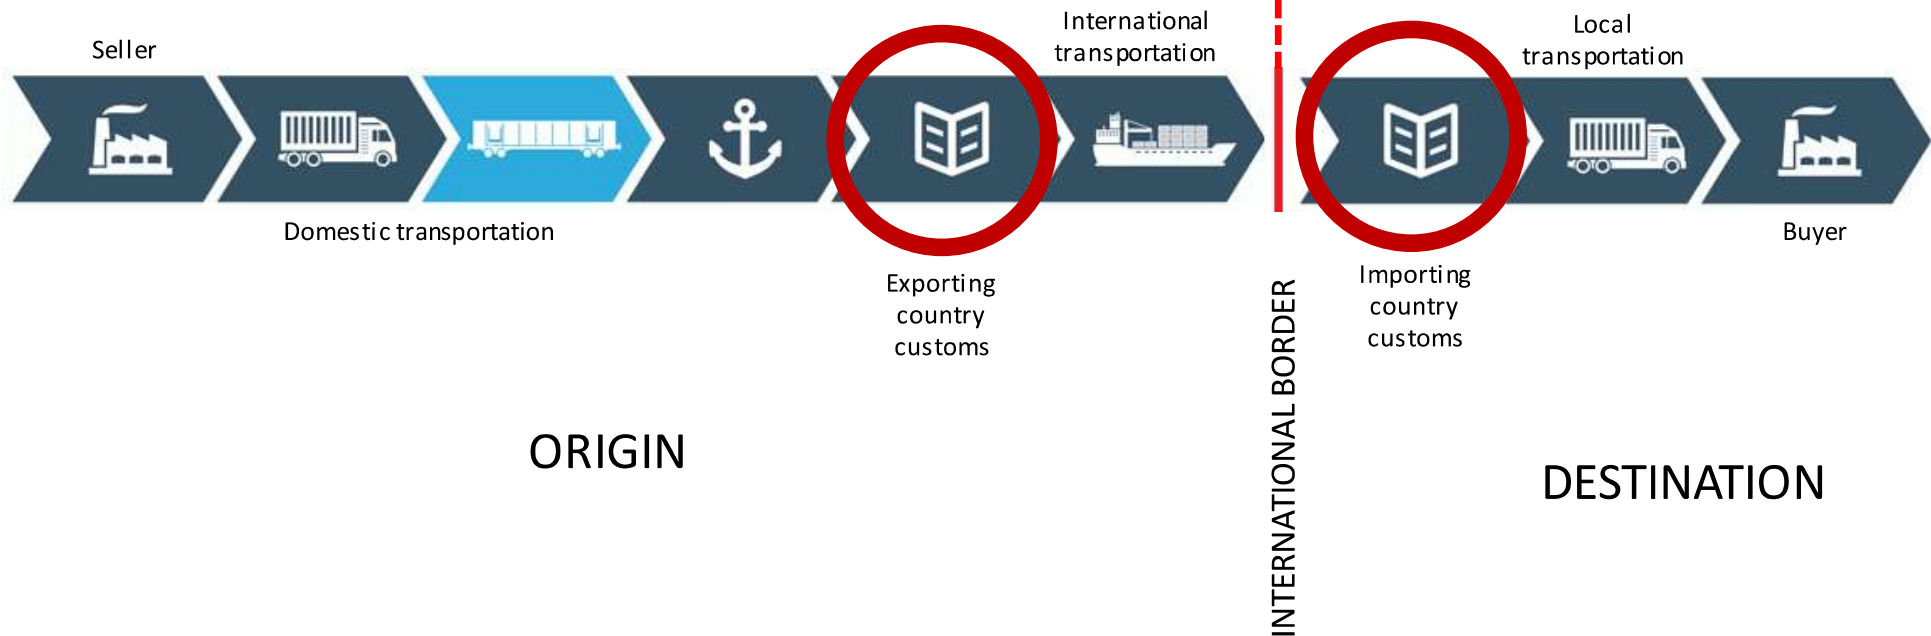 Seller
International
transportation
Local
transportation
Domestic transportation
Buyer
Exporting
country
customs
Importing
country
customs
INTERNATIONAL BORDER
ORIGIN
DESTINATION